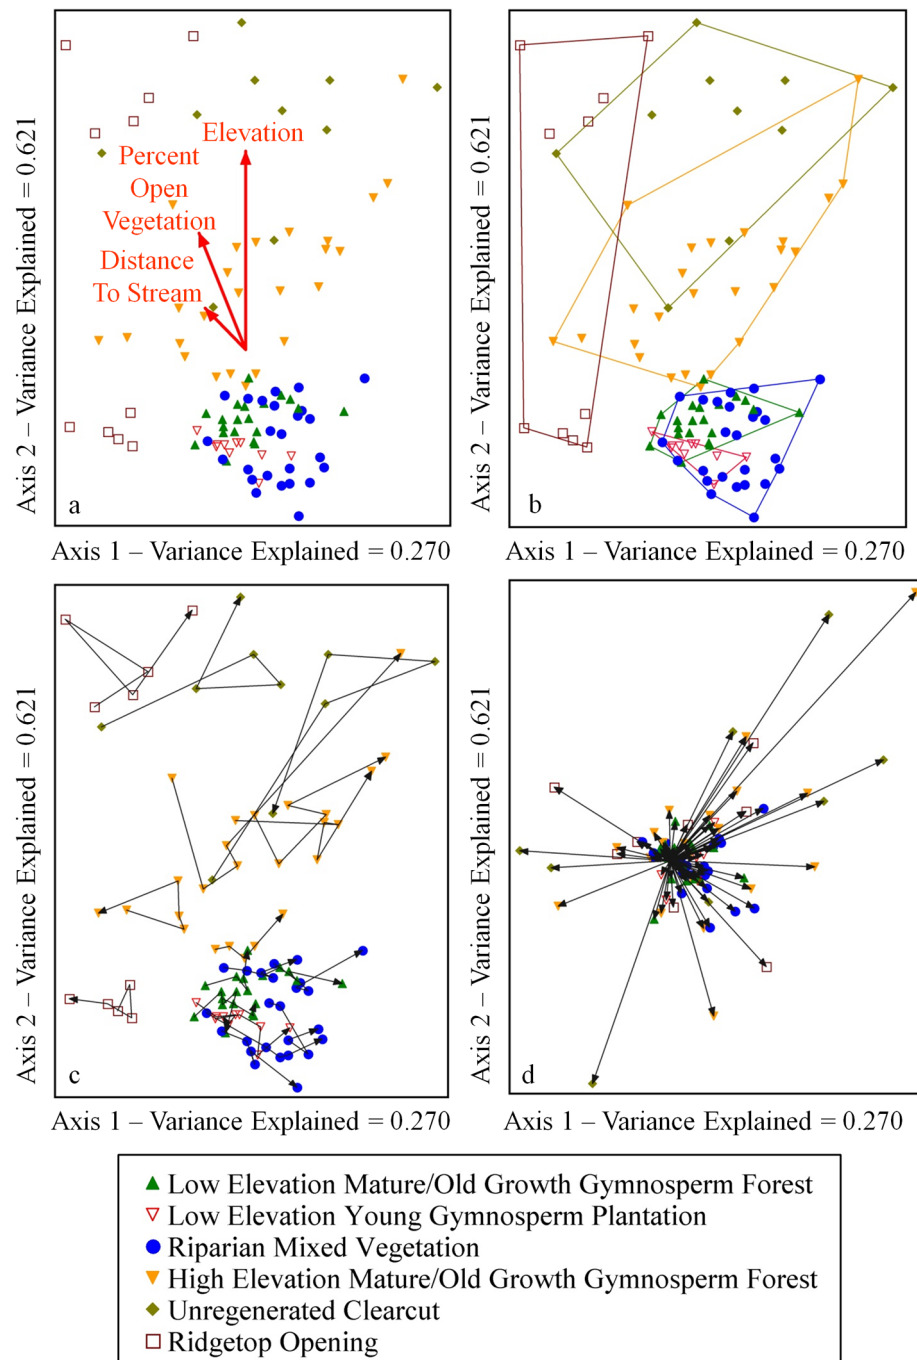 Axis 2 – Variance Explained = 0.621
Elevation
Percent
Open
Vegetation
Distance
To Stream
a
Axis 1 – Variance Explained = 0.270
Axis 2 – Variance Explained = 0.621
b
Axis 1 – Variance Explained = 0.270
Axis 2 – Variance Explained = 0.621
c
Axis 1 – Variance Explained = 0.270
Axis 2 – Variance Explained = 0.621
d
Axis 1 – Variance Explained = 0.270
Low Elevation Mature/Old Growth Gymnosperm Forest
Low Elevation Young Gymnosperm Plantation
Riparian Mixed Vegetation
High Elevation Mature/Old Growth Gymnosperm Forest
Unregenerated Clearcut
Ridgetop Opening